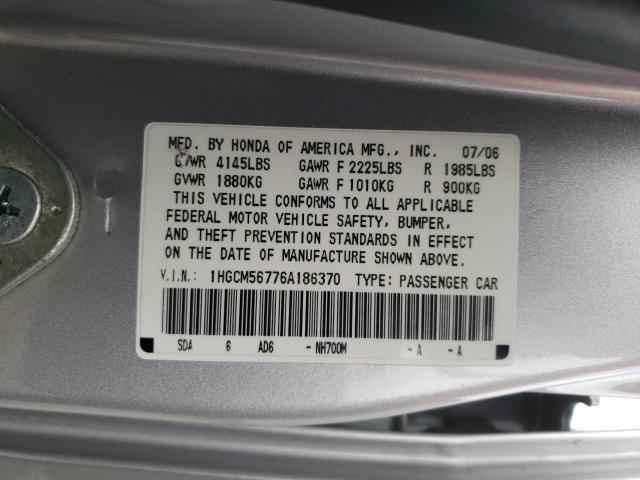 MFD. BY HONDA OF AMERICA MFG., INC. 07/06
GVWR 4145LBS GAWR F 2225LBS R 1985LBS
GVWR 1880KG GAWR F 1010KG R 900KG
THIS VEHICLE CONFORMS TO ALL APPLICABLE
FEDERAL MOTOR VEHICLE SAFETY, BUMPER,
AND THEFT PREVENTION STANDARDS IN EFFECT
ON THE DATE OF MANUFACTURE SHOWN ABOVE.
V.I.N.: 1HGCM56776A186370 TYPE: PASSENGER CAR
SDA 6 AD6 -NH700M -A -A